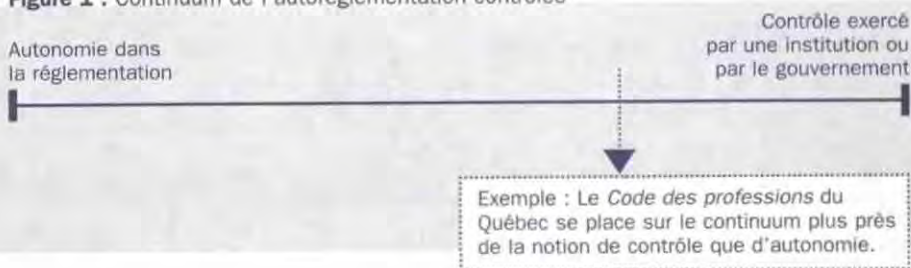 Figure 1 : Continuum de l'autoréglementation contrôlée
Autonomie dans
la réglementation
Contrôle exercé
par une institution ou
par le gouvernement
Exemple : Le Code des professions du
Québec se place sur le continuum plus près
de la notion de contrôle que d'autonomie.